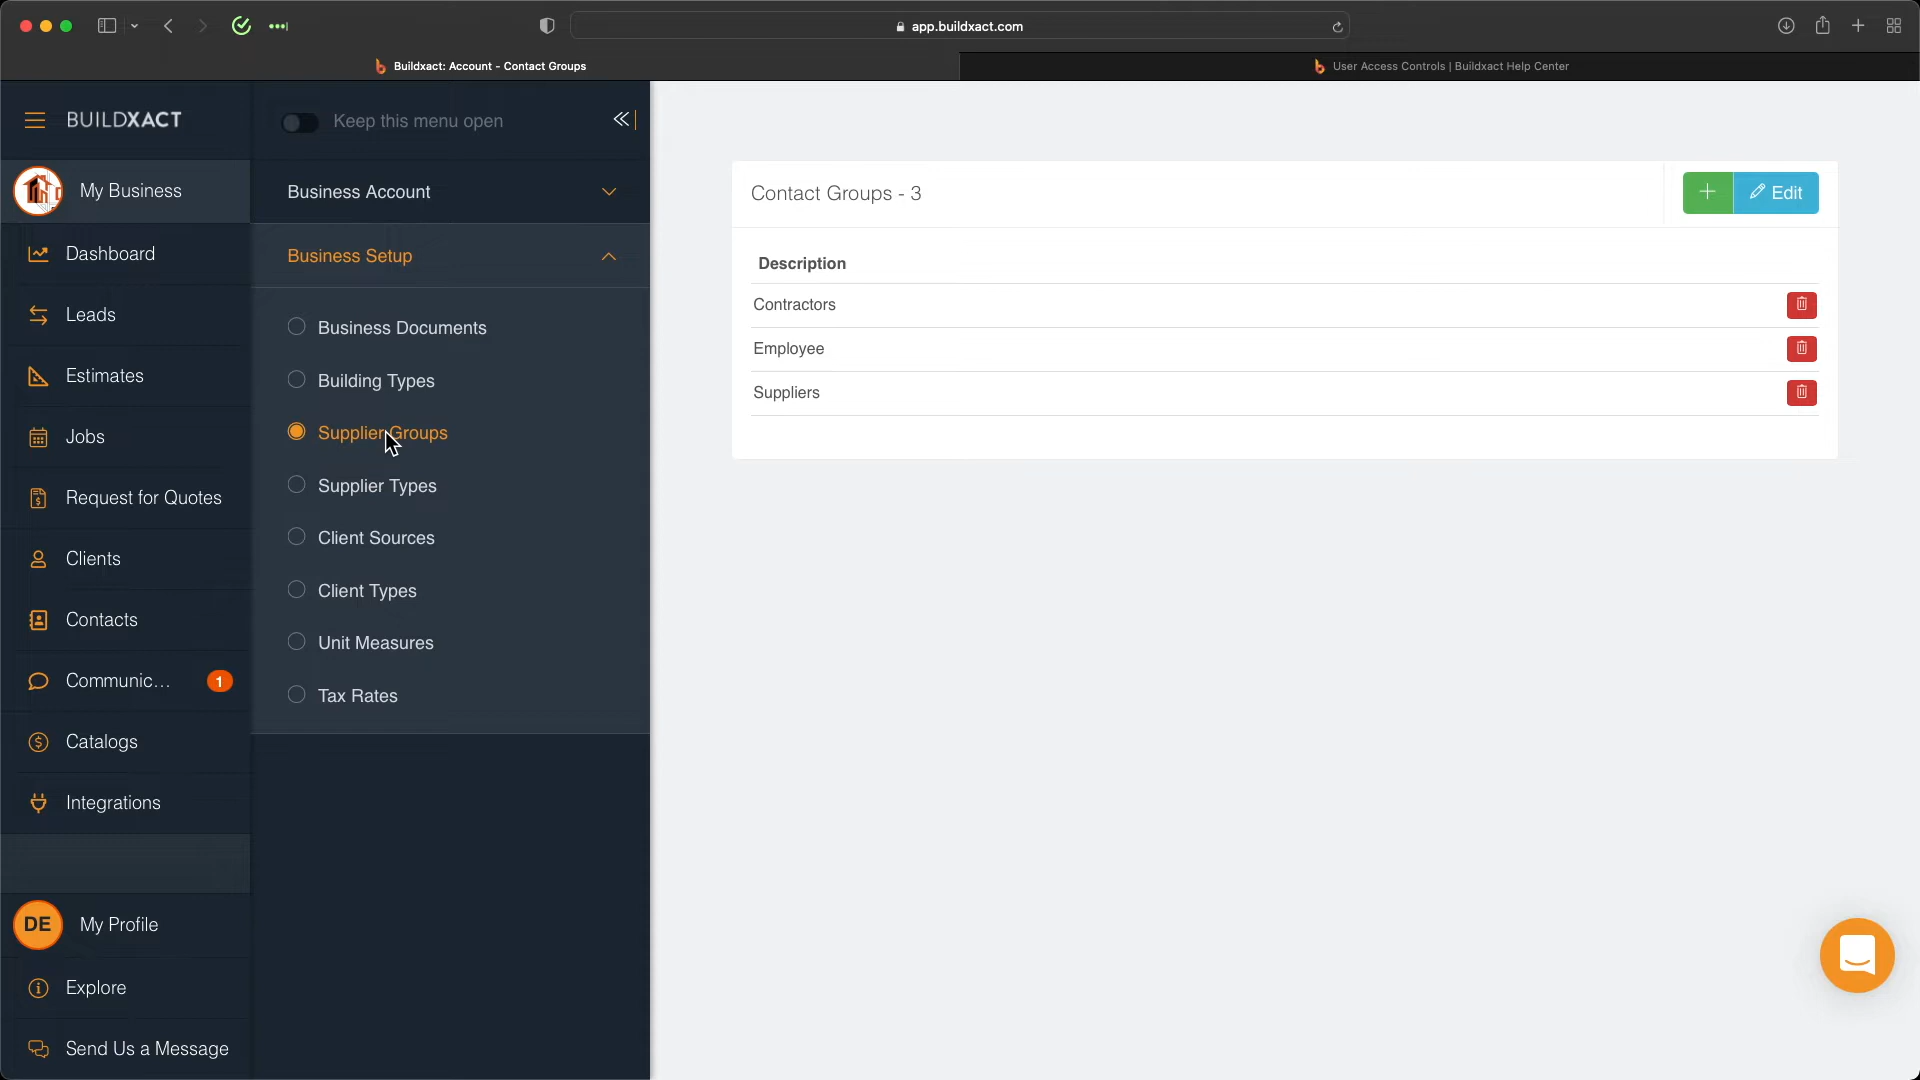 app.buildxact.com
Buildxact: Account - Contact Groups
User Access Controls | Buildxact Help Center
BUILDXACT
Keep this menu open
My Business
Dashboard
Leads
Estimates
Jobs
Request for Quotes
Clients
Contacts
Communic...
1
Catalogs
Integrations
DE
My Profile
Explore
Send Us a Message
Business Account
Business Setup
Business Documents
Building Types
Supplier Groups
Supplier Types
Client Sources
Client Types
Unit Measures
Tax Rates
Contact Groups - 3
Edit
Description
Contractors
Employee
Suppliers